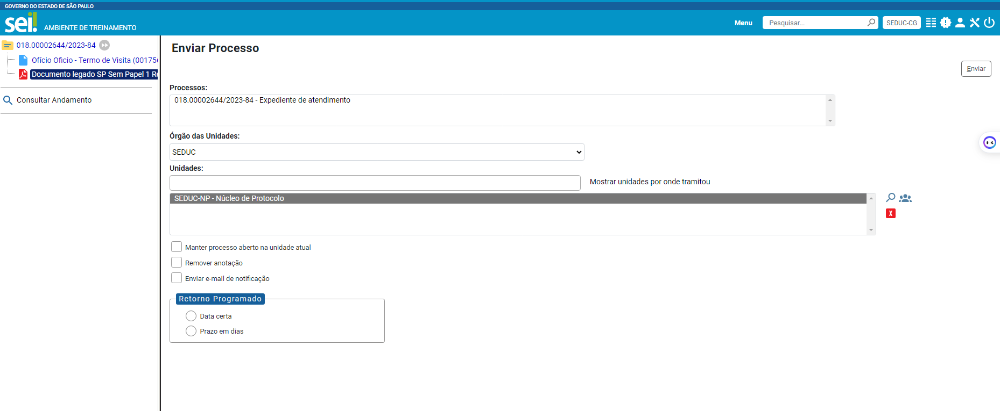 GOVERNO DO ESTADO DE SÃO PAULO
sei!
AMBIENTE DE TREINAMENTO
Menu
Pesquisar...
SEDUC-CG
018.00002644/2023-84
Ofício Oficio - Termo de Visita (00175
Documento legado SP Sem Papel 1 Re
Consultar Andamento
Enviar Processo
Enviar
Processos:
018.00002644/2023-84 - Expediente de atendimento
Órgão das Unidades:
SEDUC
Unidades:
Mostrar unidades por onde tramitou
SEDUC-NP - Núcleo de Protocolo
X
Manter processo aberto na unidade atual
Remover anotação
Enviar e-mail de notificação
Retorno Programado
Data certa
Prazo em dias